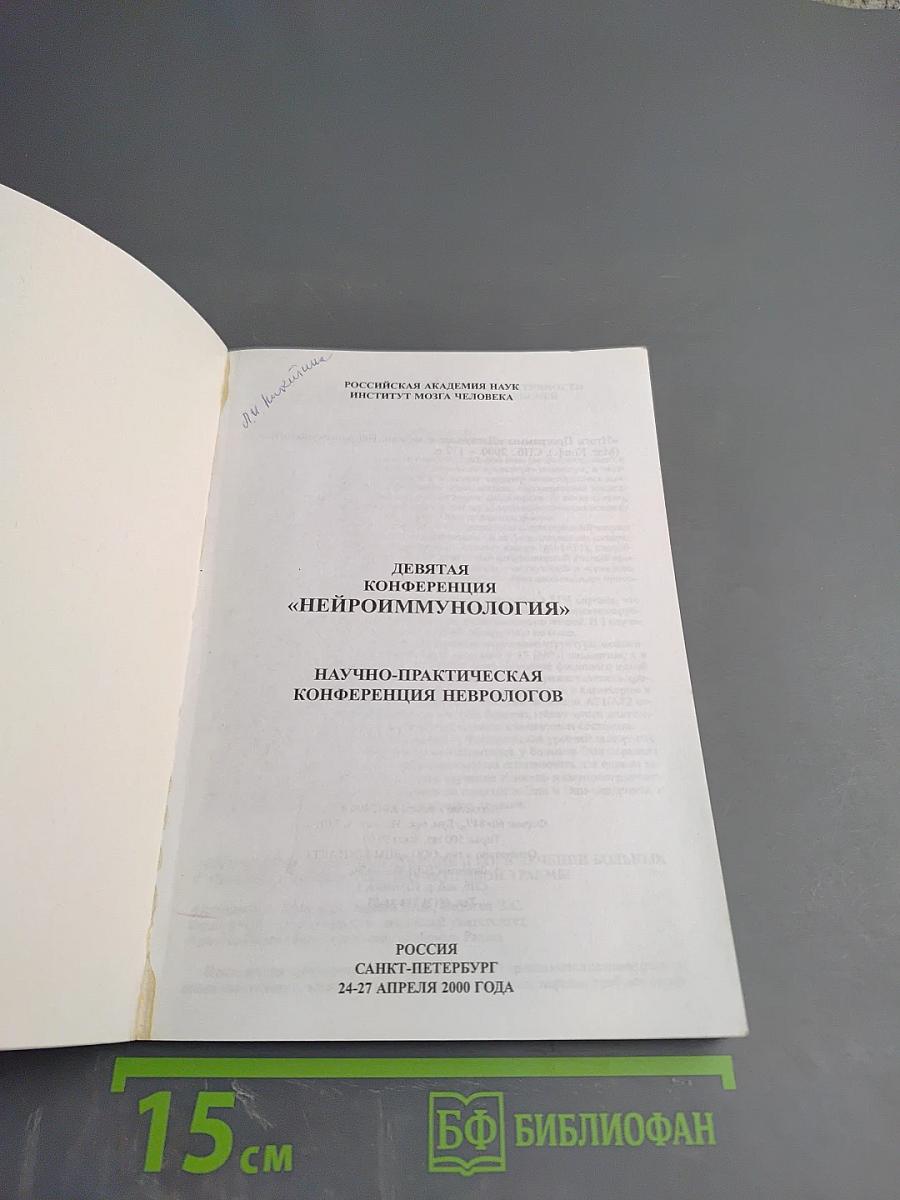 Л.И Никитина
РОССИЙСКАЯ АКАДЕМИЯ НАУК
ИНСТИТУТ МОЗГА ЧЕЛОВЕКА
ДЕВЯТАЯ
КОНФЕРЕНЦИЯ
«НЕЙРОИММУНОЛОГИЯ»
НАУЧНО-ПРАКТИЧЕСКАЯ
КОНФЕРЕНЦИЯ НЕВРОЛОГОВ
РОССИЯ
САНКТ-ПЕТЕРБУРГ
24-27 АПРЕЛЯ 2000 ГОДА
15 см
БФ БИБЛИОФАН